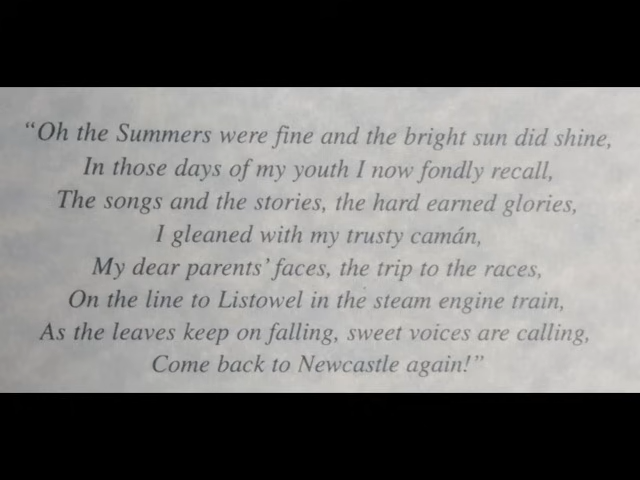 “Oh the Summers were fine and the bright sun did shine,
In those days of my youth I now fondly recall,
The songs and the stories, the hard earned glories,
I gleaned with my trusty camán,
My dear parents’ faces, the trip to the races,
On the line to Listowel in the steam engine train,
As the leaves keep on falling, sweet voices are calling,
Come back to Newcastle again!”